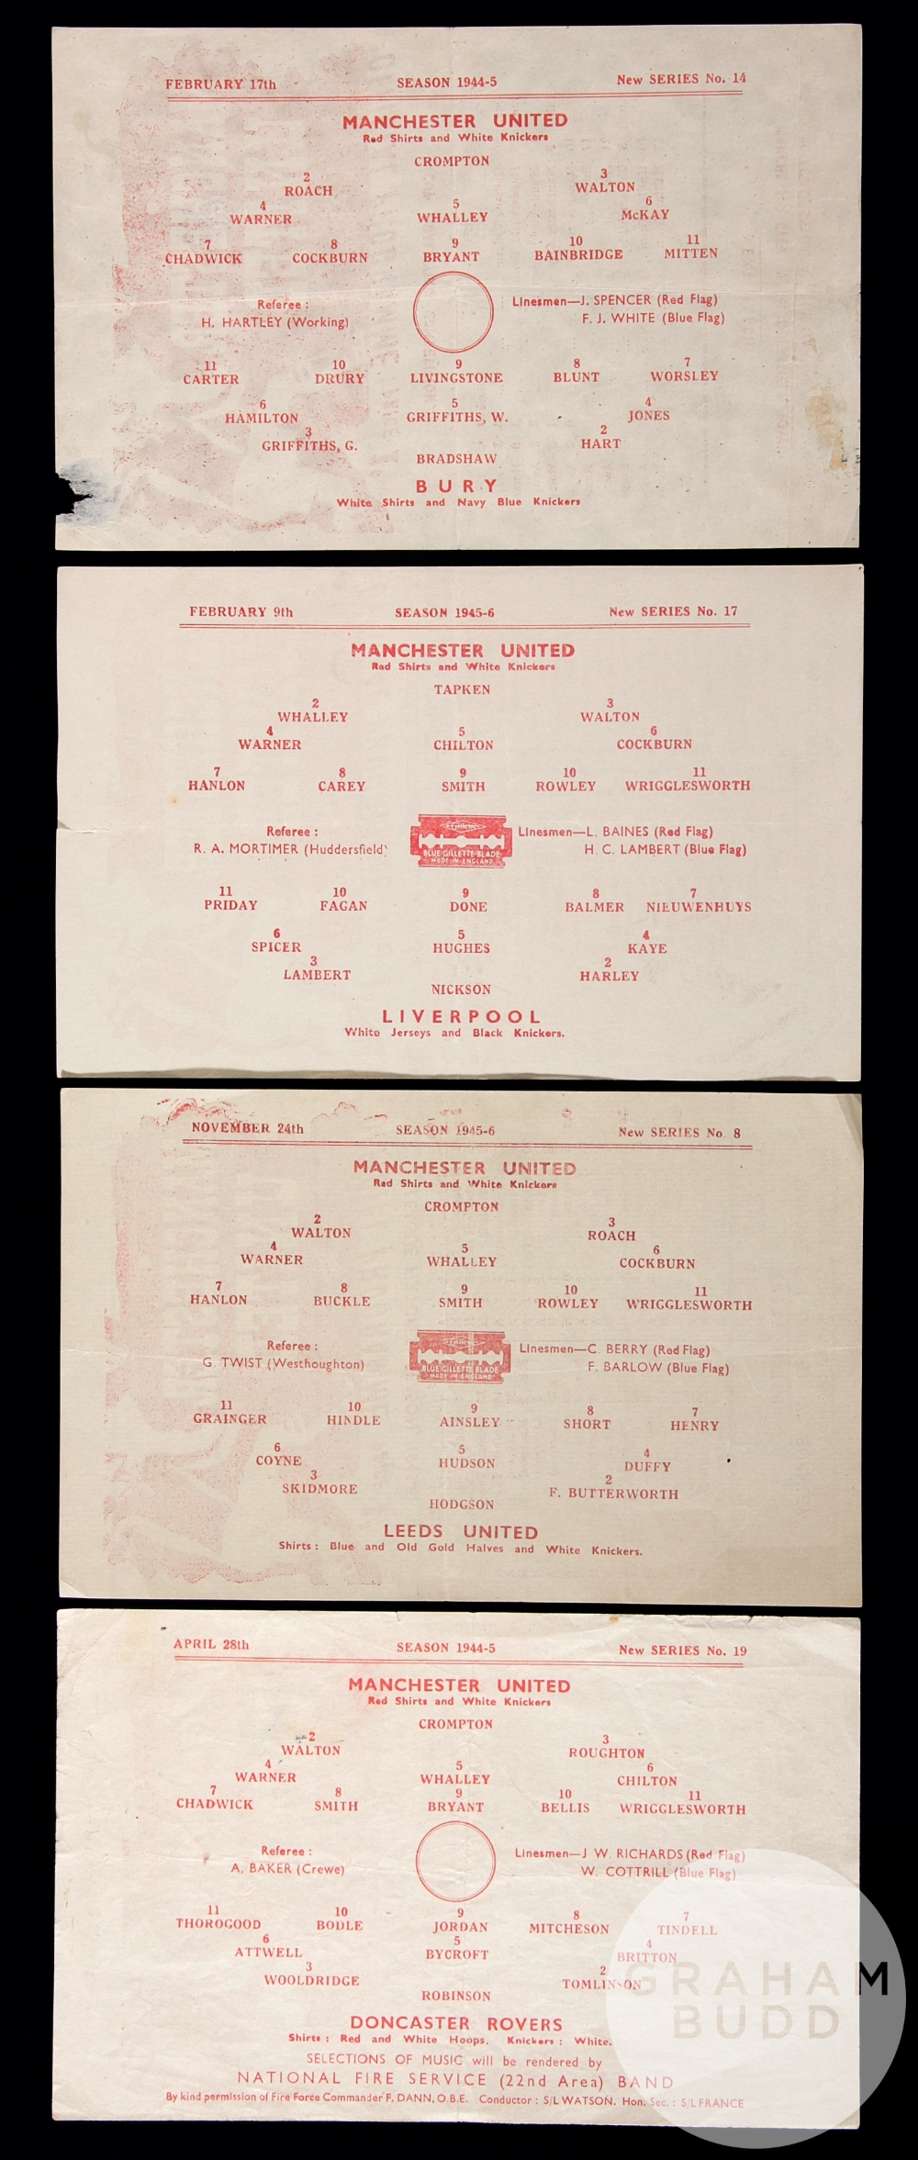 FEBRUARY 17th SEASON 1944-5 New SERIES No. 14
MANCHESTER UNITED
Red Shirts and White Knickers
CROMPTON
2 3
ROACH WALTON
4 5 6
WARNER WHALLEY McKAY
7 8 9 10 11
CHADWICK COCKBURN BRYANT BAINBRIDGE MITTEN
Referee : Linesmen—J. SPENCER (Red Flag)
H. HARTLEY (Working) F. J. WHITE (Blue Flag)
11 10 9 8 7
CARTER DRURY LIVINGSTONE BLUNT WORSLEY
6 5 4
HAMILTON GRIFFITHS, W. JONES
3 2
GRIFFITHS, G. HART
BRADSHAW
BURY
White Shirts and Navy Blue Knickers
FEBRUARY 9th SEASON 1945-6 New SERIES No. 17
MANCHESTER UNITED
Red Shirts and White Knickers
TAPKEN
2 3
WHALLEY WALTON
4 5 6
WARNER CHILTON COCKBURN
7 8 9 10 11
HANLON CAREY SMITH ROWLEY WRIGGLESWORTH
Referee : Linesmen—L. BAINES (Red Flag)
R. A. MORTIMER (Huddersfield) H. C. LAMBERT (Blue Flag)
Gillette
BLUE GILLETTE BLADE
MADE IN ENGLAND
11 10 9 8 7
PRIDAY FAGAN DONE BALMER NIEUWENHUYS
6 5 4
SPICER HUGHES KAYE
3 2
LAMBERT HARLEY
NICKSON
LIVERPOOL
White Jerseys and Black Knickers.
NOVEMBER 24th SEASON 1945-6 New SERIES No 8
MANCHESTER UNITED
Red Shirts and White Knickers
CROMPTON
2 3
WALTON ROACH
4 5 6
WARNER WHALLEY COCKBURN
7 8 9 10 11
HANLON BUCKLE SMITH ROWLEY WRIGGLESWORTH
Referee : Linesmen—C. BERRY (Red Flag)
G TWIST (Westhoughton) F. BARLOW (Blue Flag)
Gillette
BLUE GILLETTE BLADE
MADE IN ENGLAND
11 10 9 8 7
GRAINGER HINDLE AINSLEY SHORT HENRY
6 5 4
COYNE HUDSON DUFFY
3 2
SKIDMORE F. BUTTERWORTH
HODGSON
LEEDS UNITED
Shirts : Blue and Old Gold Halves and White Knickers.
APRIL 28th SEASON 1944-5 New SERIES No. 19
MANCHESTER UNITED
Red Shirts and White Knickers
CROMPTON
2 3
WALTON ROUGHTON
4 5 6
WARNER WHALLEY CHILTON
7 8 9 10 11
CHADWICK SMITH BRYANT BELLIS WRIGGLESWORTH
Referee : Linesmen—J W. RICHARDS (Red Flag)
A. BAKER (Crewe) W. COTTRILL (Blue Flag)
11 10 9 8 7
THOROGOOD BODLE JORDAN MITCHESON TINDELL
6 5 4
ATTWELL BYCROFT BRITTON
3 2
WOOLDRIDGE TOMLINSON
ROBINSON
DONCASTER ROVERS
Shirts : Red and White Hoops. Knickers : White.
SELECTIONS OF MUSIC will be rendered by
NATIONAL FIRE SERVICE (22nd Area) BAND
By kind permission of Fire Force Commander F. DANN, O.B.E. Conductor : S/L WATSON. Hon. Sec. : S/L FRANCE
GRAHAM
BUDD